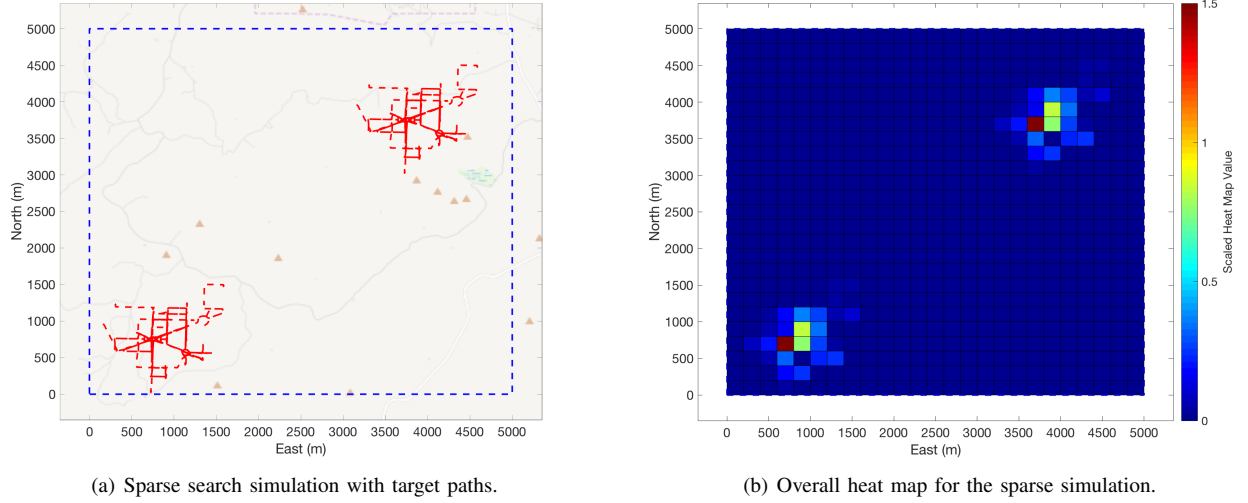 5000
4500
4000
3500
3000
2500
2000
1500
1000
500
0
North (m)
0 500 1000 1500 2000 2500 3000 3500 4000 4500 5000
East (m)
(a) Sparse search simulation with target paths.
5000
4500
4000
3500
3000
2500
2000
1500
1000
500
0
North (m)
0 500 1000 1500 2000 2500 3000 3500 4000 4500 5000
East (m)
1.5
1
0.5
0
Scaled Heat Map Value
(b) Overall heat map for the sparse simulation.